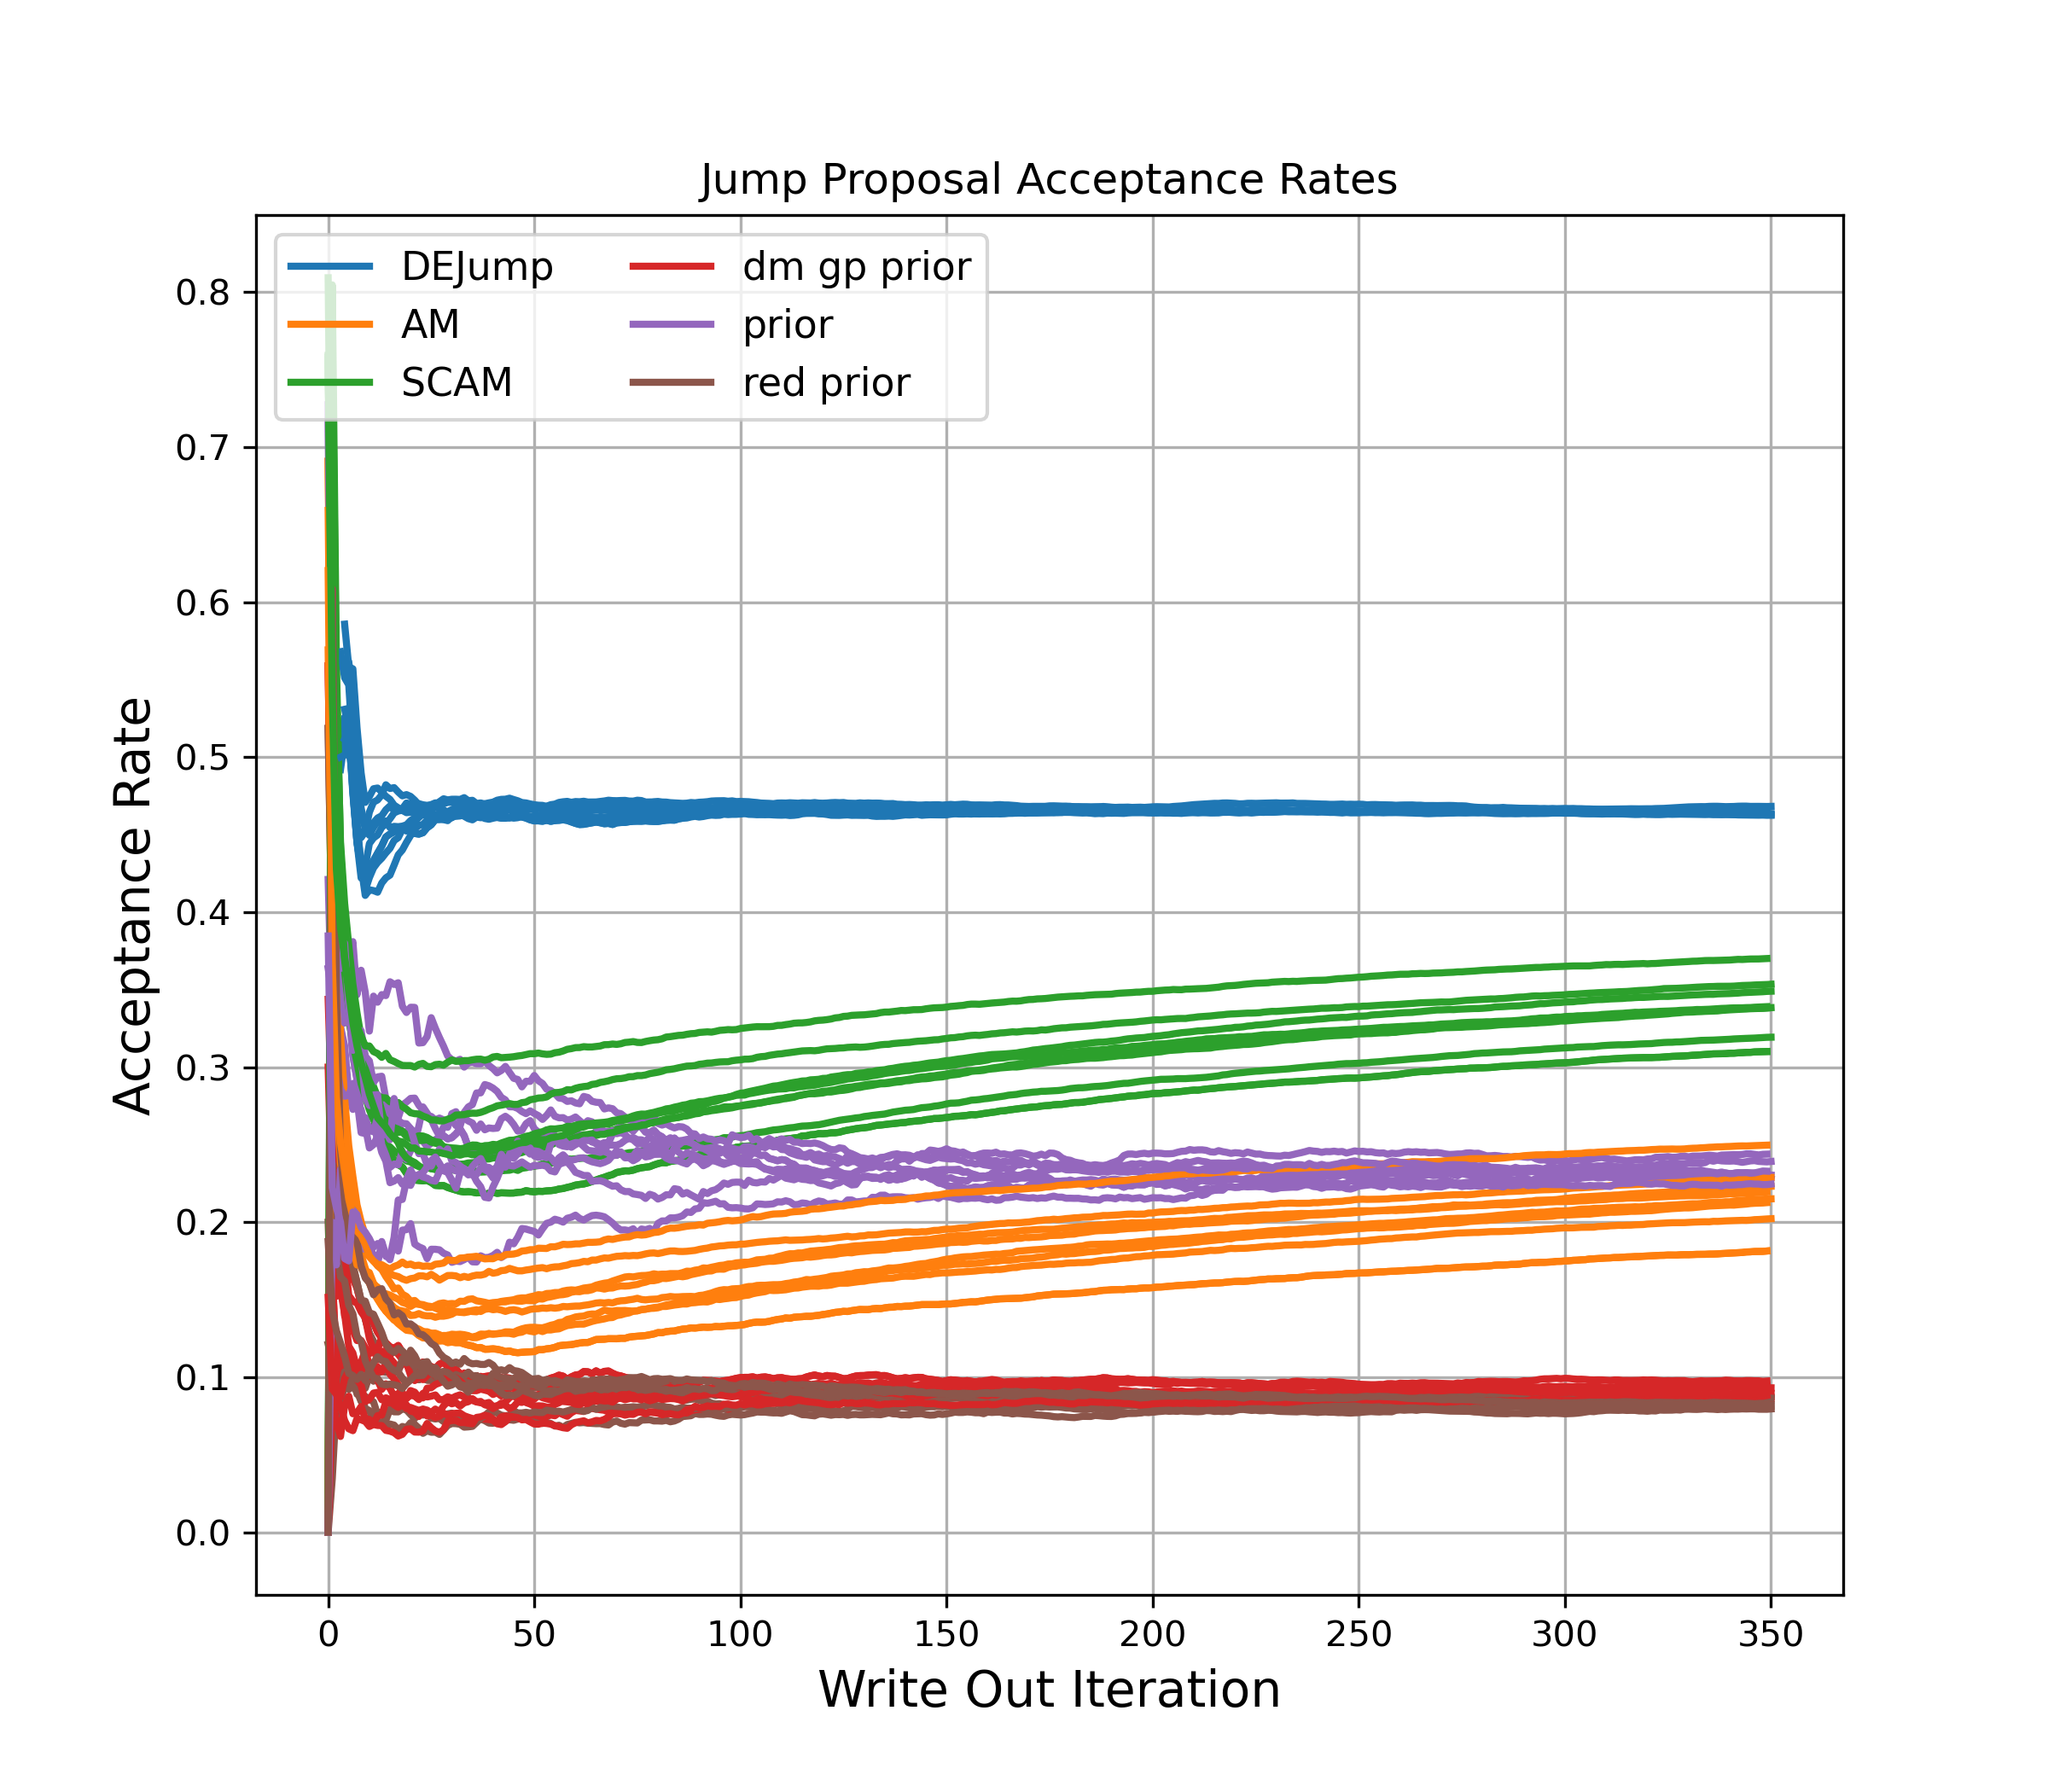 Jump Proposal Acceptance Rates
DEJump
AM
SCAM
dm gp prior
prior
red prior
Acceptance Rate
0.8
0.7
0.6
0.5
0.4
0.3
0.2
0.1
0.0
0 50 100 150 200 250 300 350
Write Out Iteration